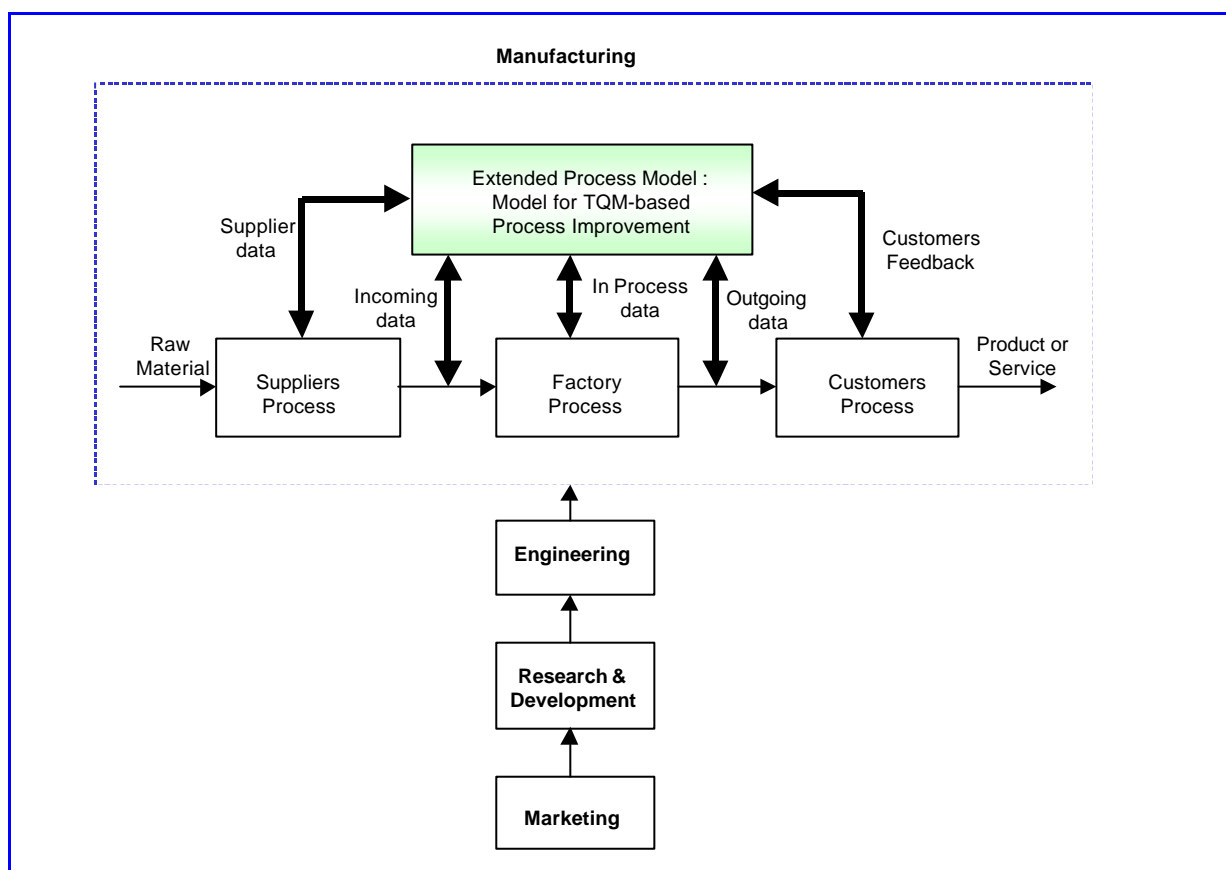 Manufacturing
Extended Process Model :
Model for TQM-based
Process Improvement
Supplier
data
Customers
Feedback
Incoming
data
In Process
data
Outgoing
data
Raw
Material
Suppliers
Process
Factory
Process
Customers
Process
Product or
Service
Engineering
Research &
Development
Marketing